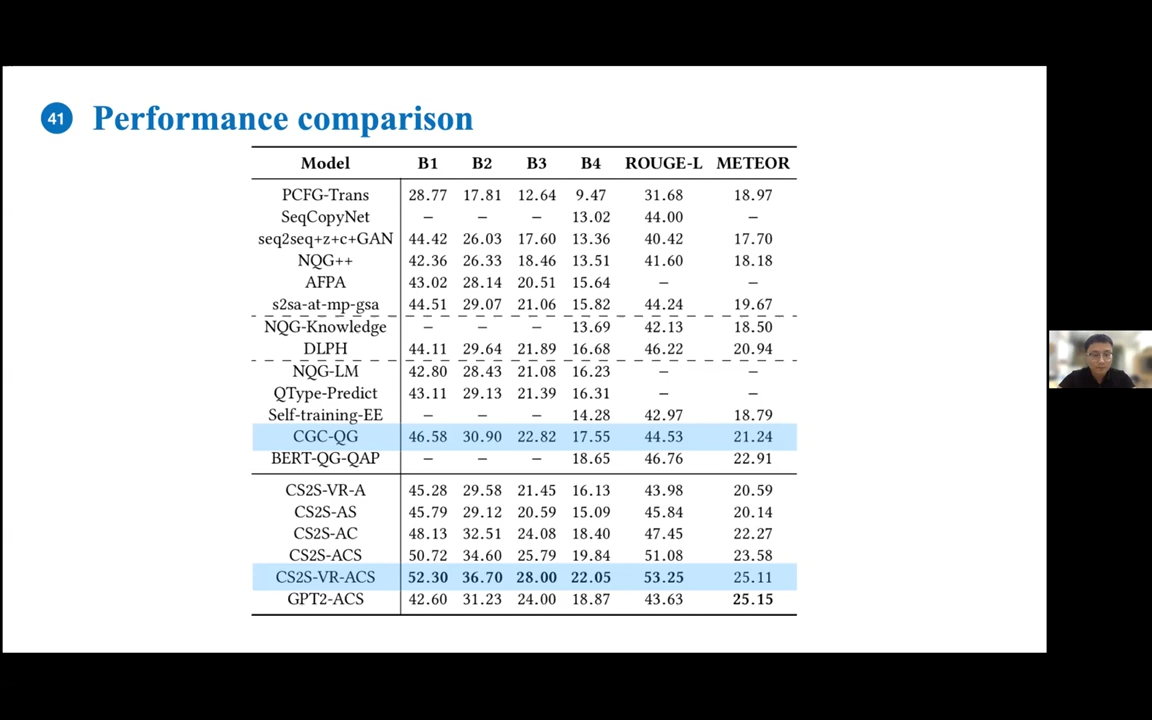 41 Performance comparison
Model B1 B2 B3 B4 ROUGE-L METEOR
PCFG-Trans 28.77 17.81 12.64 9.47 31.68 18.97
SeqCopyNet – – – 13.02 44.00 –
seq2seq+z+c+GAN 44.42 26.03 17.60 13.36 40.42 17.70
NQG++ 42.36 26.33 18.46 13.51 41.60 18.18
AFPA 43.02 28.14 20.51 15.64 – –
s2sa-at-mp-gsa 44.51 29.07 21.06 15.82 44.24 19.67
NQG-Knowledge – – – 13.69 42.13 18.50
DLPH 44.11 29.64 21.89 16.68 46.22 20.94
NQG-LM 42.80 28.43 21.08 16.23 – –
QType-Predict 43.11 29.13 21.39 16.31 – –
Self-training-EE – – – 14.28 42.97 18.79
CGC-QG 46.58 30.90 22.82 17.55 44.53 21.24
BERT-QG-QAP – – – 18.65 46.76 22.91
CS2S-VR-A 45.28 29.58 21.45 16.13 43.98 20.59
CS2S-AS 45.79 29.12 20.59 15.09 45.84 20.14
CS2S-AC 48.13 32.51 24.08 18.40 47.45 22.27
CS2S-ACS 50.72 34.60 25.79 19.84 51.08 23.58
CS2S-VR-ACS 52.30 36.70 28.00 22.05 53.25 25.11
GPT2-ACS 42.60 31.23 24.00 18.87 43.63 25.15